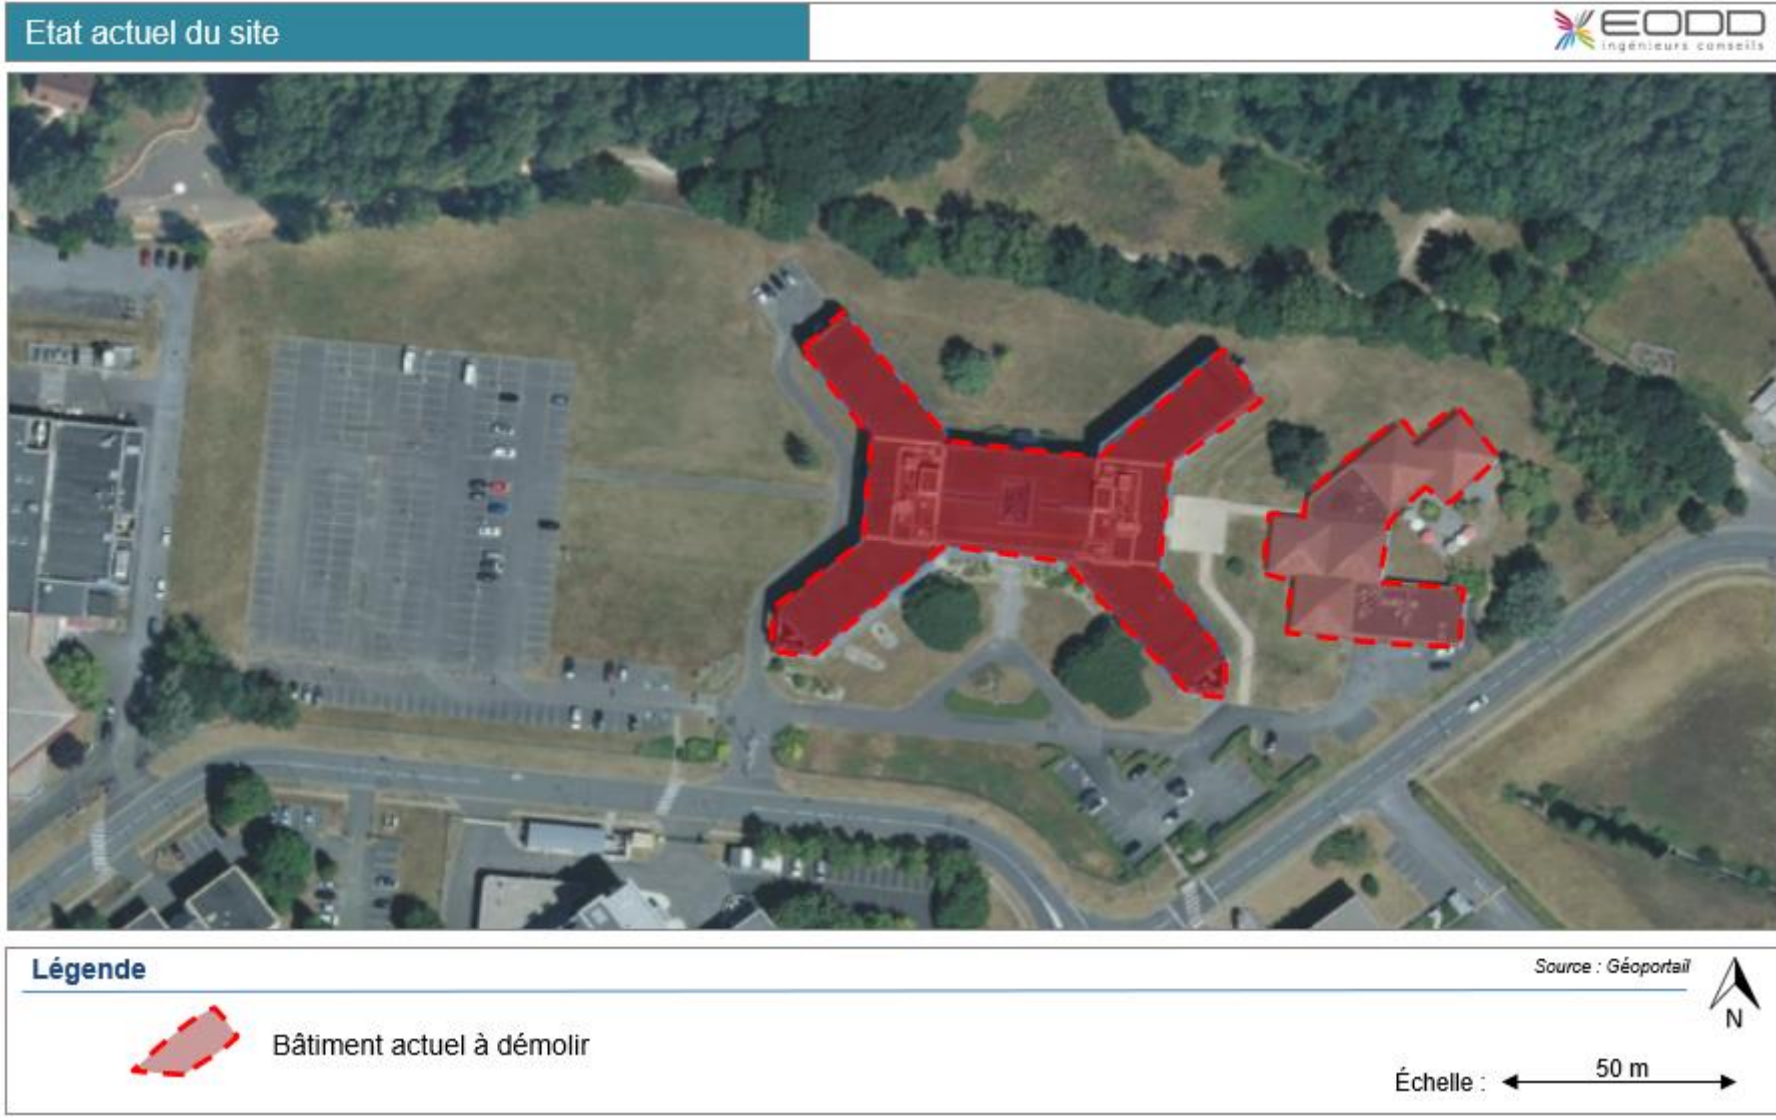 Etat actuel du site
EODD
ingénieurs conseils
Légende
Source : Géoportail
N
Bâtiment actuel à démolir
Échelle :
50 m